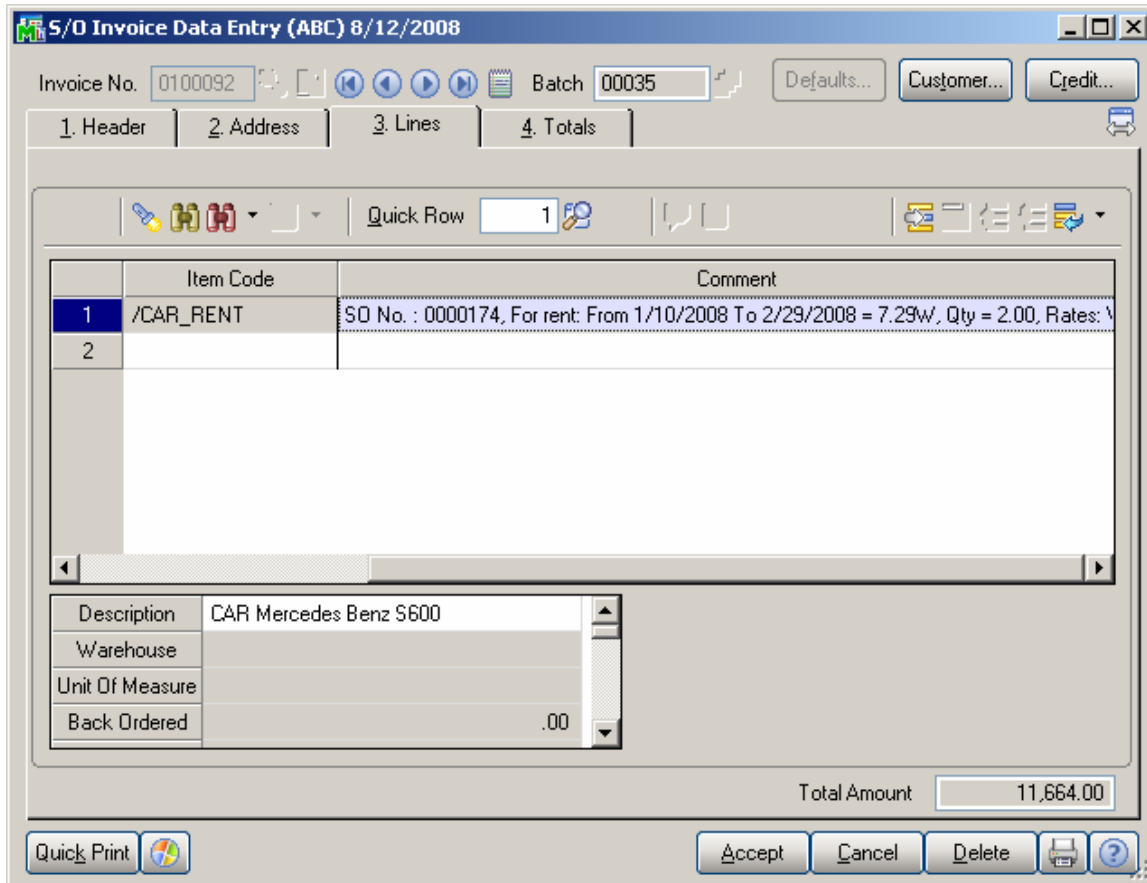 S/O Invoice Data Entry (ABC) 8/12/2008
Invoice No. 0100092 Batch 00035 Defaults... Customer... Credit...
1. Header 2. Address 3. Lines 4. Totals
Quick Row 1
Item Code Comment
1 /CAR_RENT SO No. : 0000174, For rent: From 1/10/2008 To 2/29/2008 = 7.29W, Qty = 2.00, Rates:
2
Description CAR Mercedes Benz S600
Warehouse
Unit Of Measure
Back Ordered .00
Total Amount 11,664.00
Quick Print Accept Cancel Delete